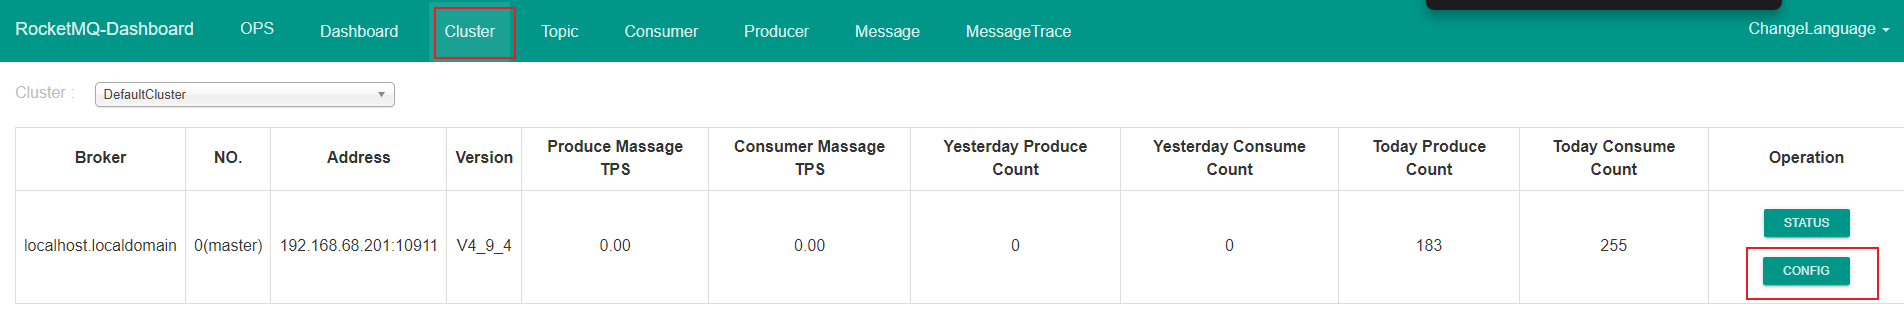 RocketMQ-Dashboard OPS Dashboard Cluster Topic Consumer Producer Message MessageTrace ChangeLanguage
Cluster : DefaultCluster
Broker NO. Address Version Produce Massage TPS Consumer Massage TPS Yesterday Produce Count Yesterday Consume Count Today Produce Count Today Consume Count Operation
localhost.localdomain 0(master) 192.168.68.201:10911 V4_9_4 0.00 0.00 0 0 183 255 STATUS
CONFIG